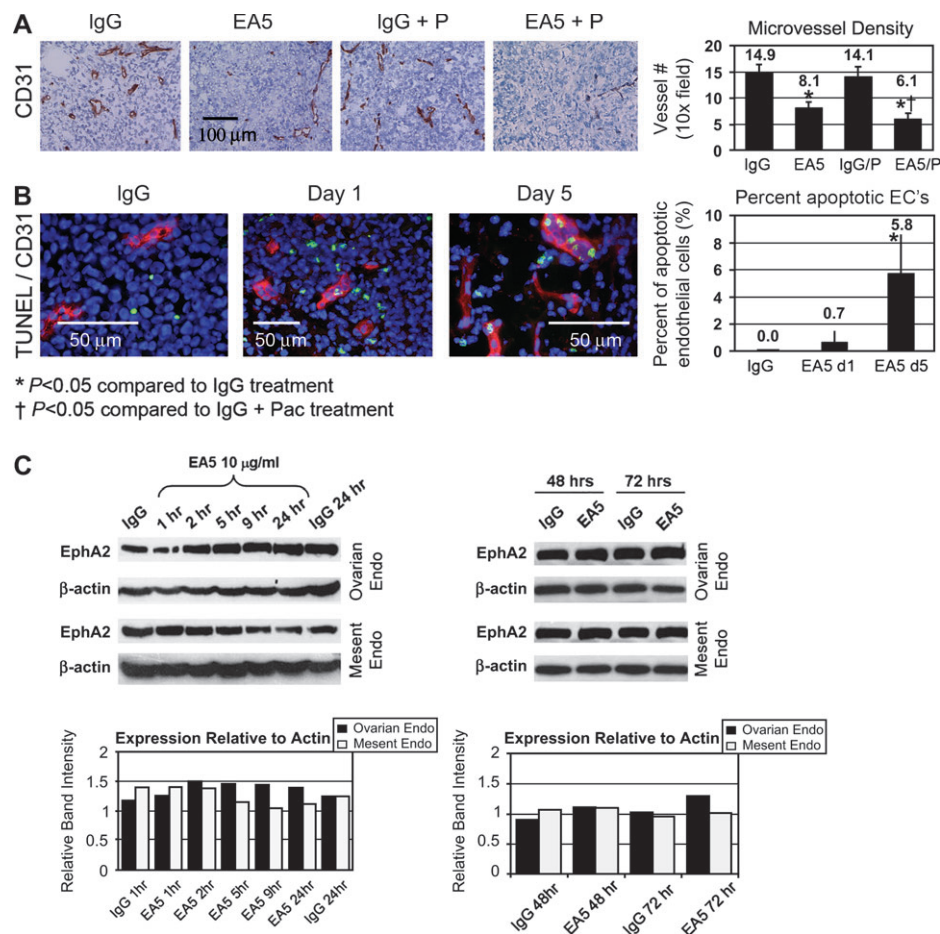 A
IgG
EA5
IgG + P
EA5 + P
CD31
100 µm
Microvessel Density
Vessel #
(10x field)
20
15
10
5
0
14.9
8.1
*
14.1
6.1
*†
IgG
EA5
IgG/P
EA5/P
B
IgG
Day 1
Day 5
TUNEL / CD31
50 µm
50 µm
50 µm
Percent apoptotic EC's
Percent of apoptotic
endothelial cells (%)
10
8
6
4
2
0
0.0
0.7
5.8
*
IgG
EA5 d1
EA5 d5
* P<0.05 compared to IgG treatment
† P<0.05 compared to IgG + Pac treatment
C
EA5 10 µg/ml
IgG
1 hr
2 hr
5 hr
9 hr
24 hr
IgG 24 hr
EphA2
β-actin
Ovarian
Endo
EphA2
β-actin
Mesent
Endo
48 hrs
72 hrs
IgG
EA5
IgG
EA5
EphA2
β-actin
Ovarian
Endo
EphA2
β-actin
Mesent
Endo
Ovarian Endo
Mesent Endo
Expression Relative to Actin
Relative Band Intensity
2
1.5
1
0.5
0
IgG 1hr
EA5 1hr
EA5 2hr
EA5 5hr
EA5 9hr
EA5 24hr
IgG 24hr
Ovarian Endo
Mesent Endo
Expression Relative to Actin
Relative Band Intensity
2
1.5
1
0.5
0
IgG 48hr
EA5 48 hr
IgG 72 hr
EA5 72 hr